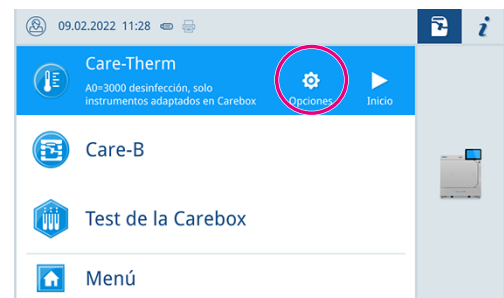 09.02.2022 11:28
i
Care-Therm
A0=3000 desinfección, solo
instrumentos adaptados en Carebox
Opciones
Inicio
Care-B
Test de la Carebox
Menú